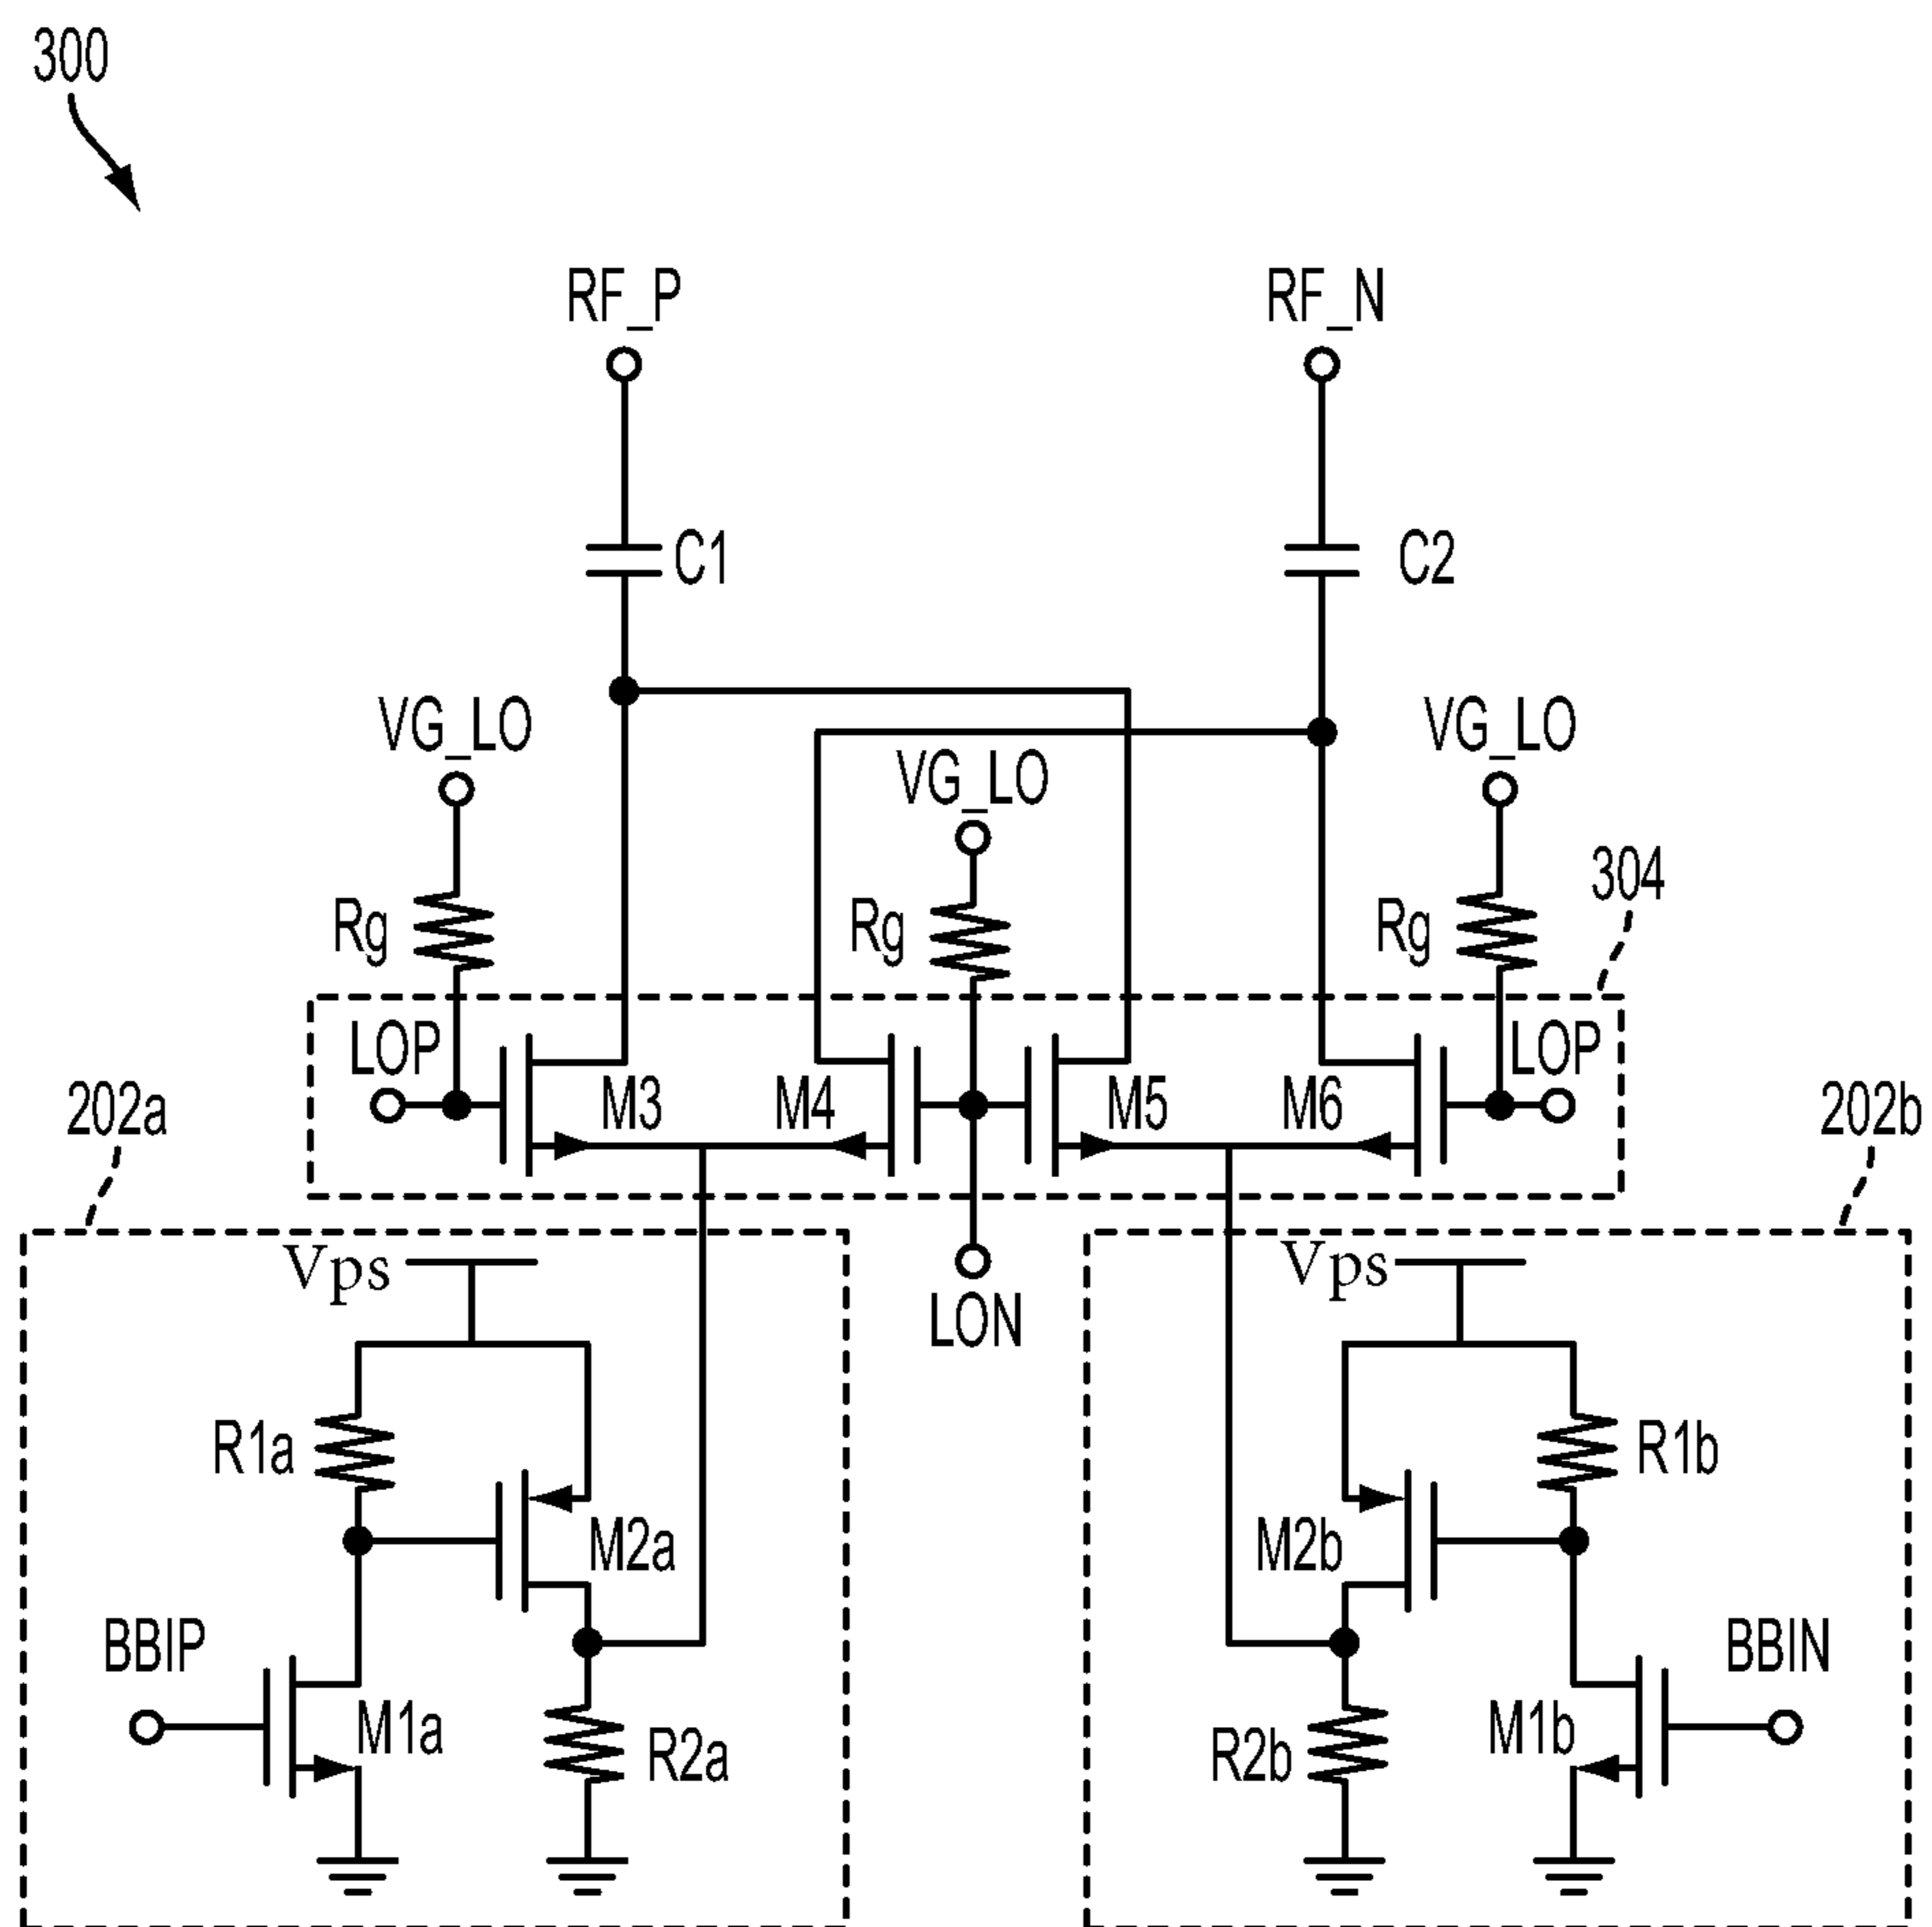 300
RF_P
RF_N
C1
C2
VG_LO
VG_LO
VG_LO
304
Rg
Rg
Rg
LOP
LOP
M3
M4
M5
M6
202a
202b
Vps
Vps
LON
R1a
R1b
M2a
M2b
BBIP
BBIN
M1a
R2a
R2b
M1b